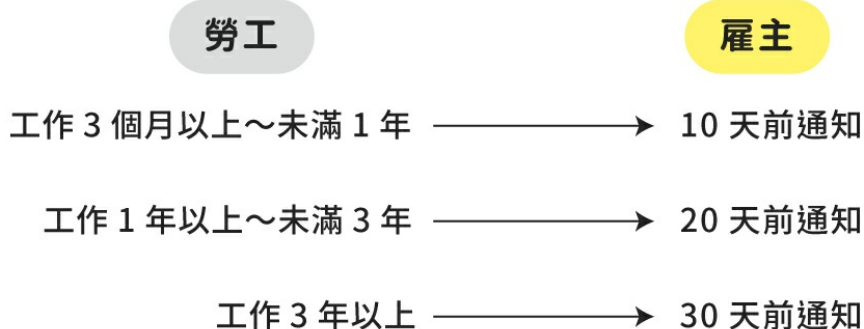 勞工 雇主
工作 3 個月以上～未滿 1 年 10 天前通知
工作 1 年以上～未滿 3 年 20 天前通知
工作 3 年以上 30 天前通知